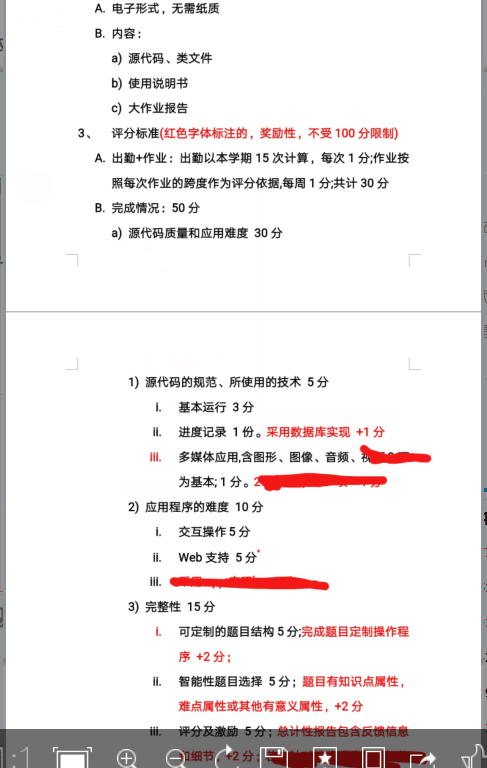 A. 电子形式，无需纸质
B. 内容：
a) 源代码、类文件
b) 使用说明书
c) 大作业报告
3、 评分标准(红色字体标注的，奖励性，不受 100 分限制)
A. 出勤+作业：出勤以本学期 15 次计算，每次 1 分;作业按
照每次作业的跨度作为评分依据,每周 1 分;共计 30 分
B. 完成情况：50 分
a) 源代码质量和应用难度 30 分
1) 源代码的规范、所使用的技术 5 分
i. 基本运行 3 分
ii. 进度记录 1 份。采用数据库实现 +1 分
iii. 多媒体应用,含图形、图像、音频、
为基本; 1 分。
2) 应用程序的难度 10 分
i. 交互操作 5 分
ii. Web 支持 5 分
iii.
3) 完整性 15 分
i. 可定制的题目结构 5 分;完成题目定制操作程
序 +2 分；
ii. 智能性题目选择 5 分；题目有知识点属性，
难点属性或其他有意义属性，+2 分
iii. 评分及激励 5 分；总计性报告包含反馈信息
和细节，+2 分；
1:1